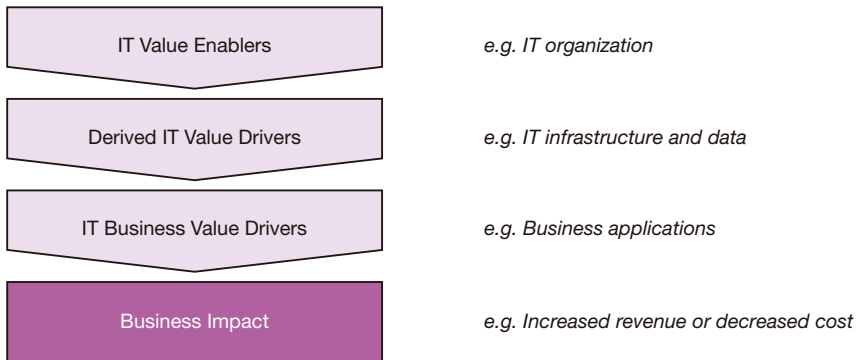 IT Value Enablers
e.g. IT organization
Derived IT Value Drivers
e.g. IT infrastructure and data
IT Business Value Drivers
e.g. Business applications
Business Impact
e.g. Increased revenue or decreased cost